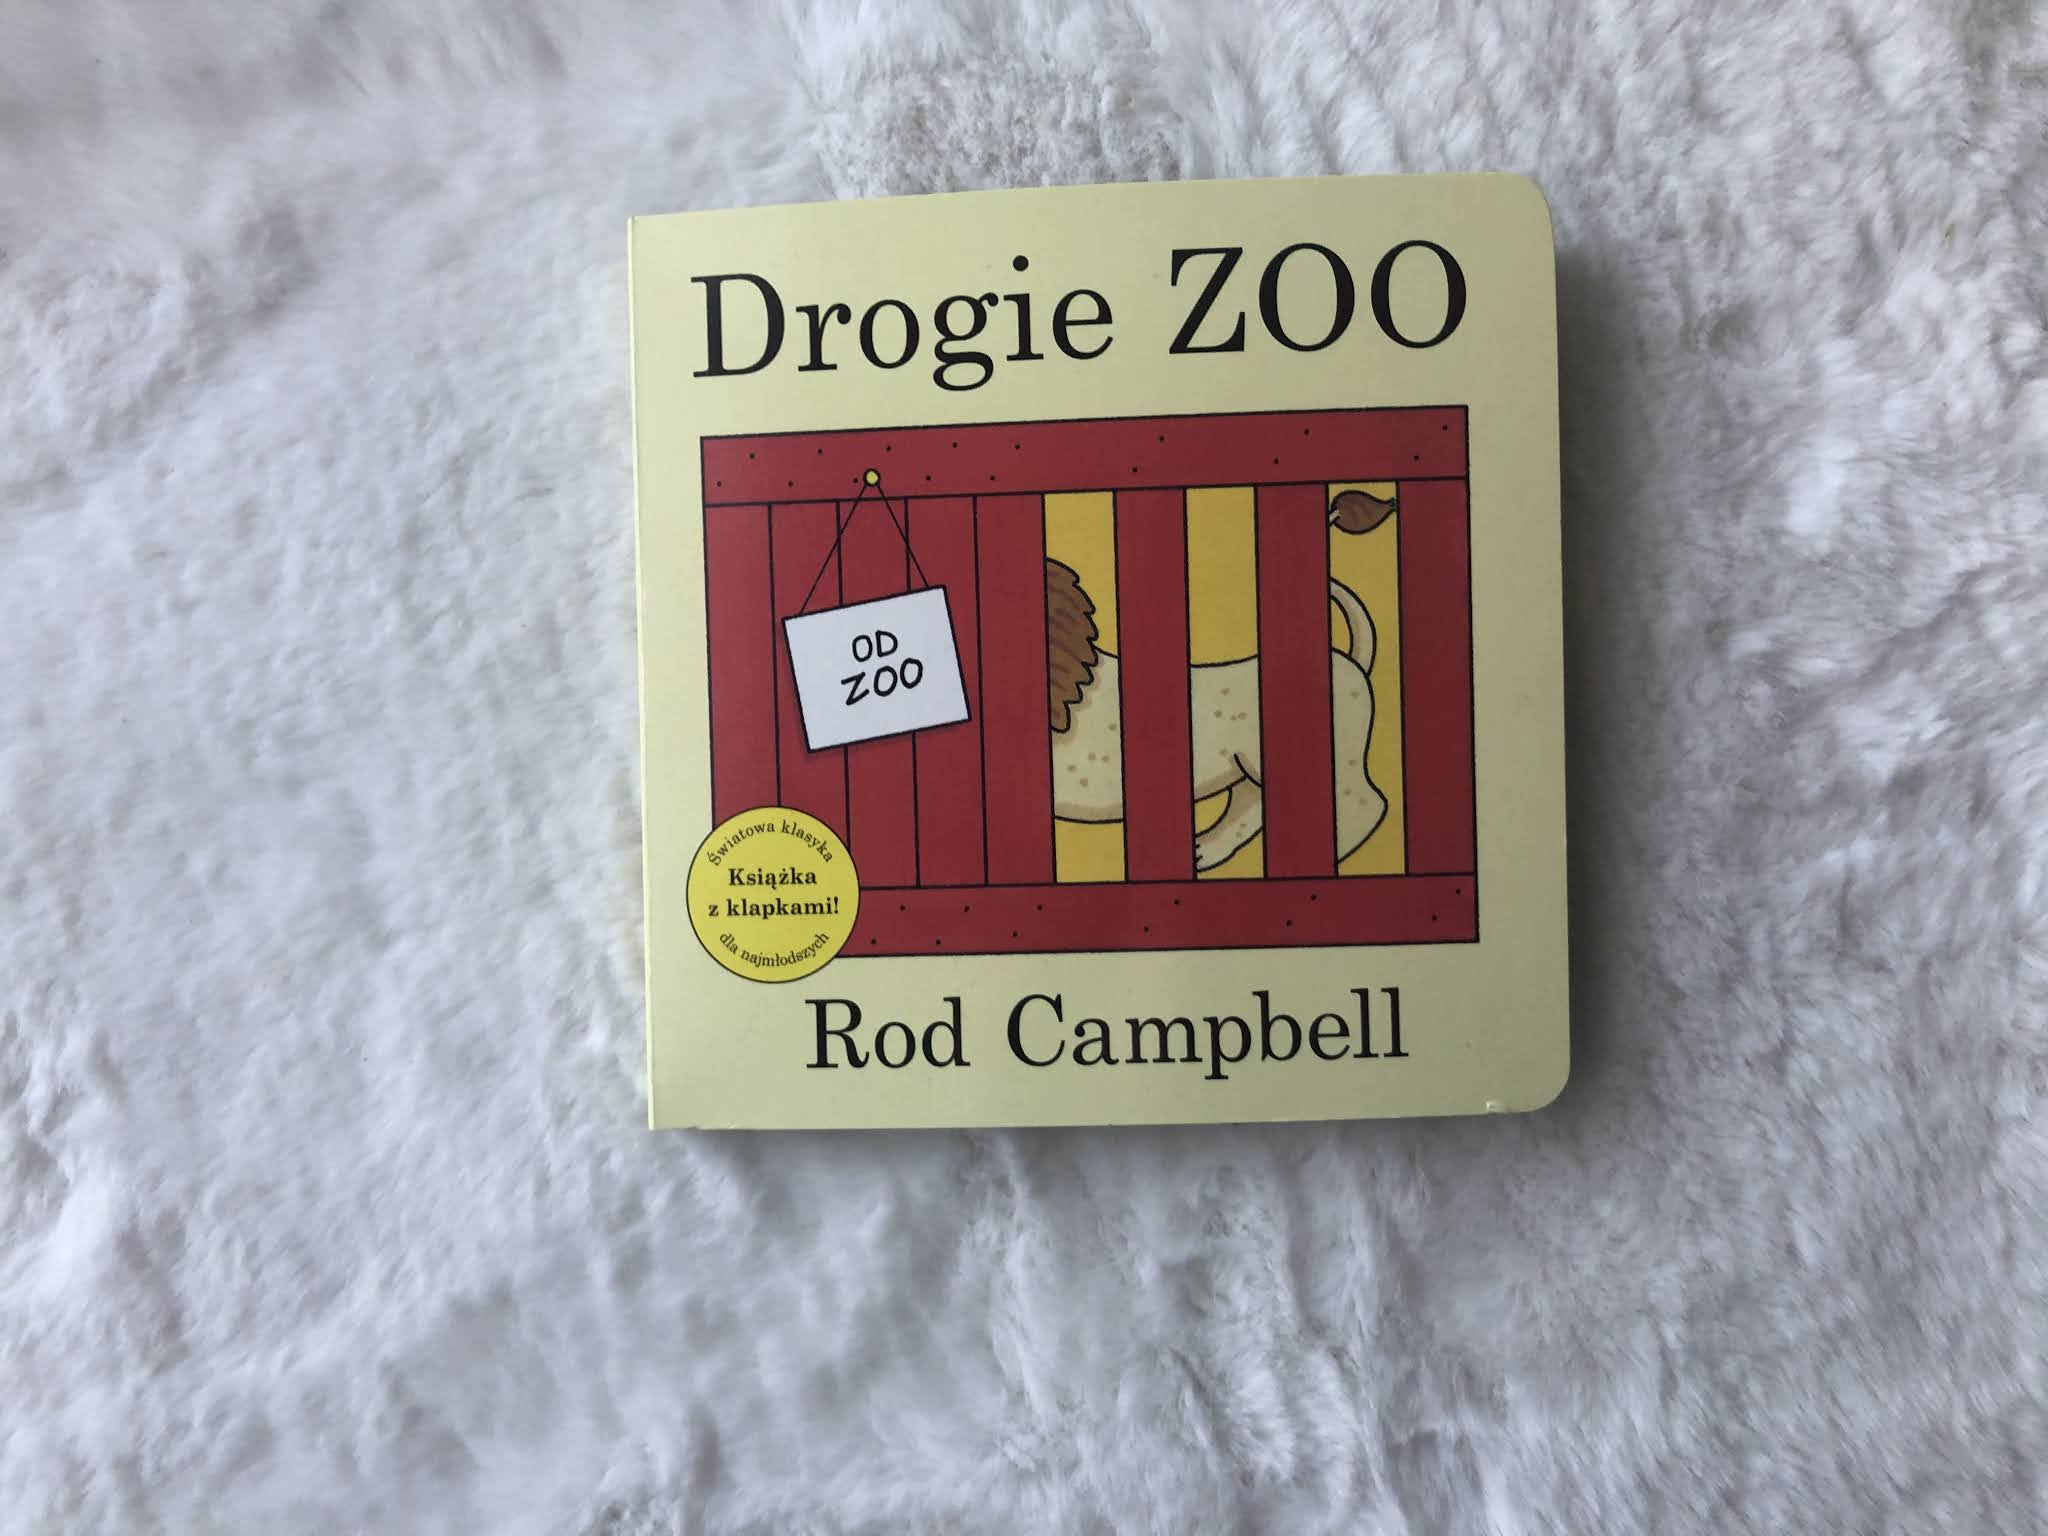 Drogie ZOO
OD
ZOO
Światowa klasyka
Książka
z klapkami!
dla najmłodszych
Rod Campbell